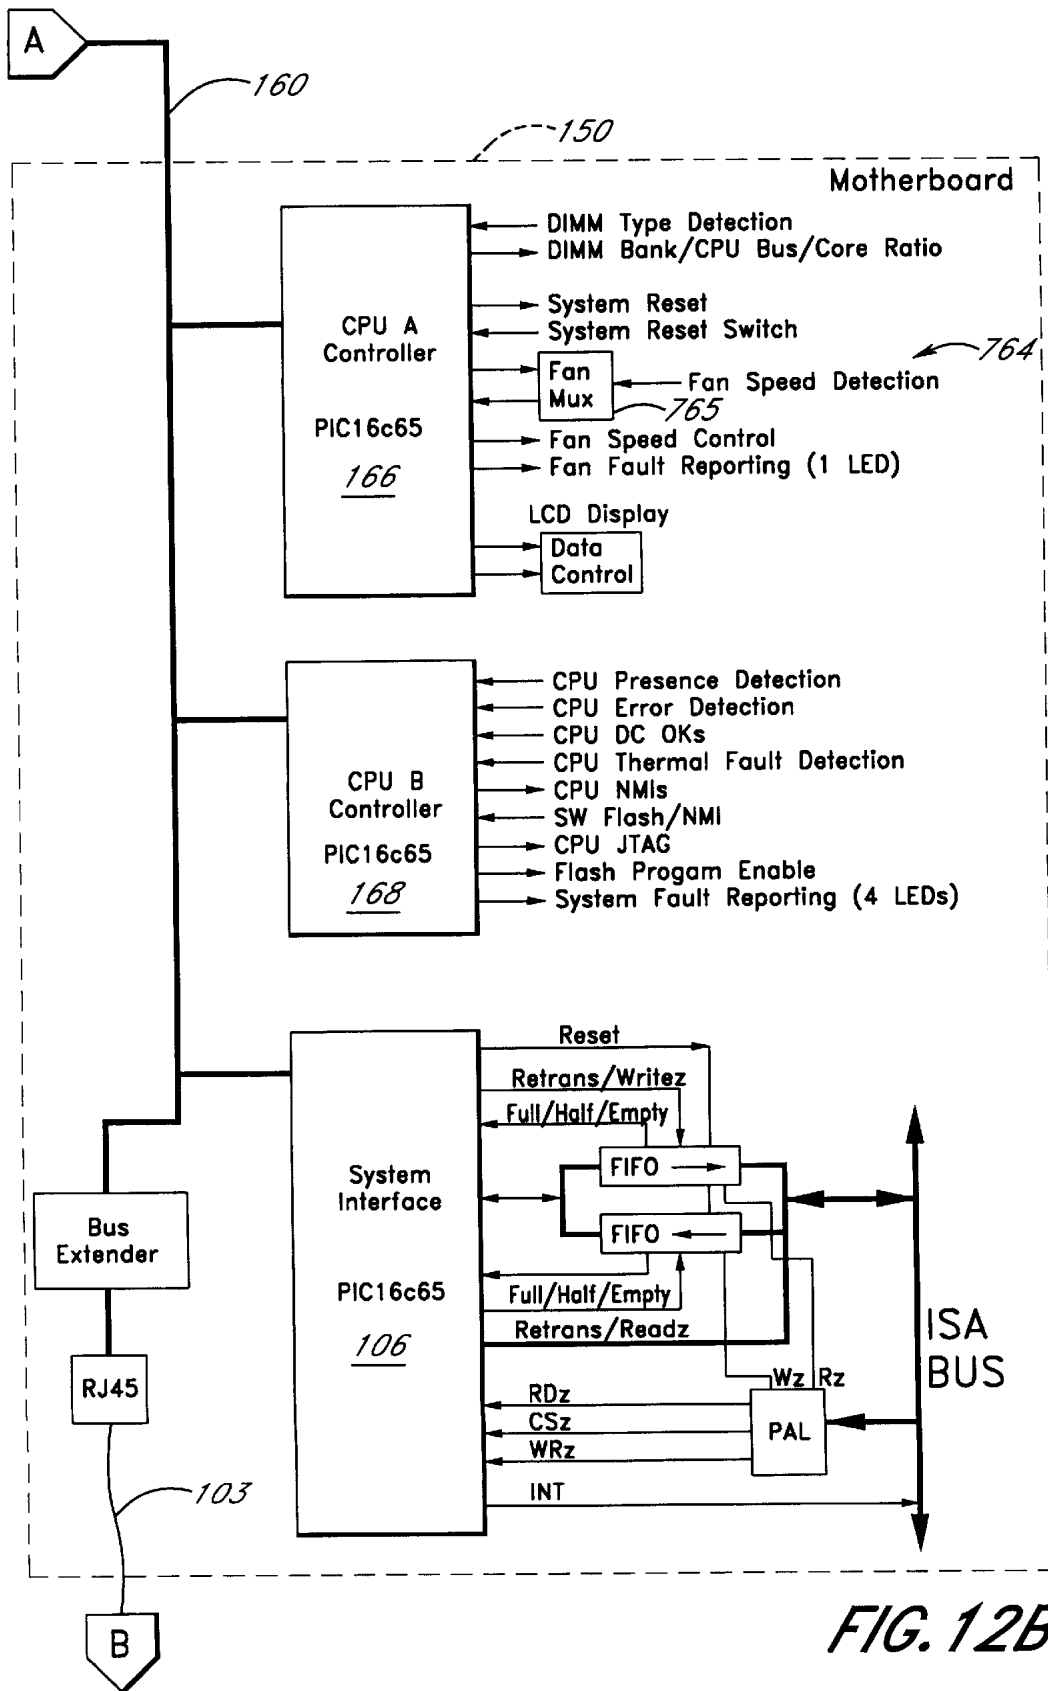 A
160
150
Motherboard
DIMM Type Detection
DIMM Bank/CPU Bus/Core Ratio
CPU A
Controller
PIC16c65
166
System Reset
System Reset Switch
764
Fan
Mux
Fan Speed Detection
765
Fan Speed Control
Fan Fault Reporting (1 LED)
LCD Display
Data
Control
CPU B
Controller
PIC16c65
168
CPU Presence Detection
CPU Error Detection
CPU DC OKs
CPU Thermal Fault Detection
CPU NMIs
SW Flash/NMI
CPU JTAG
Flash Progam Enable
System Fault Reporting (4 LEDs)
System
Interface
PIC16c65
106
Reset
Retrans/Writez
Full/Half/Empty
FIFO
FIFO
Full/Half/Empty
Retrans/Readz
Wz Rz
RDz
CSz
WRz
INT
PAL
ISA
BUS
Bus
Extender
RJ45
103
B
FIG. 12B